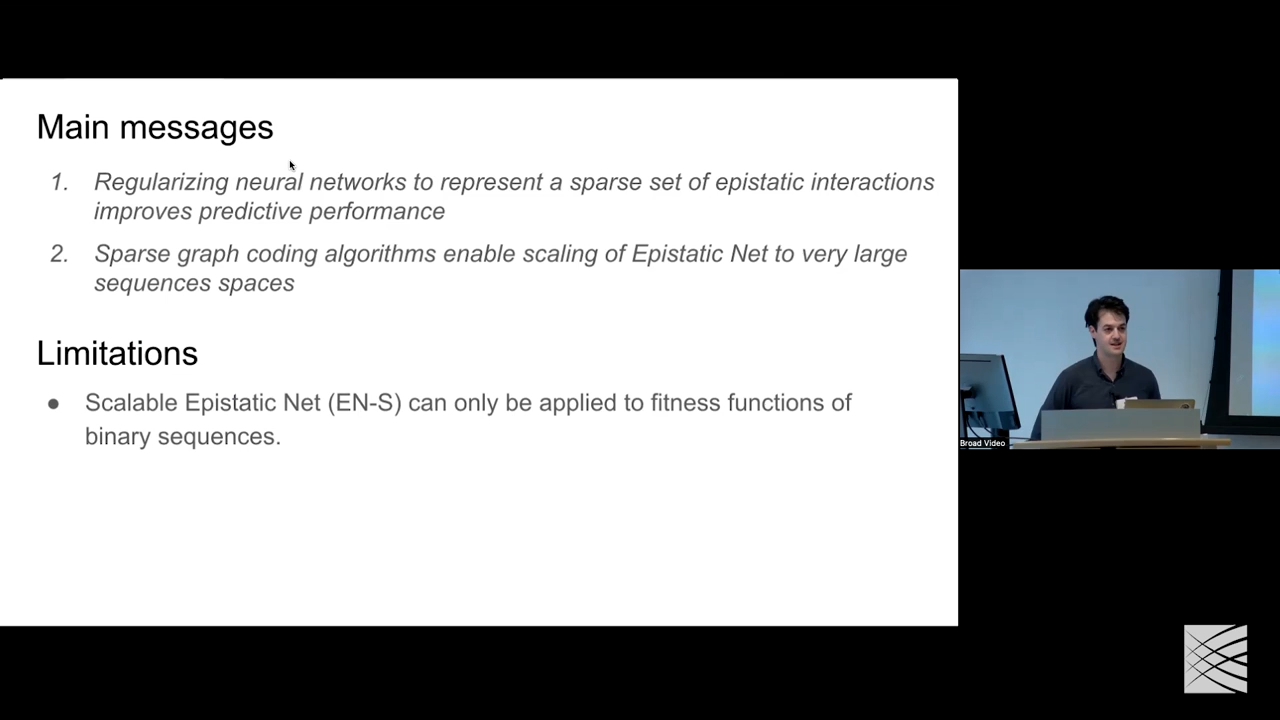 Main messages
1. Regularizing neural networks to represent a sparse set of epistatic interactions
improves predictive performance
2. Sparse graph coding algorithms enable scaling of Epistatic Net to very large
sequences spaces
Limitations
● Scalable Epistatic Net (EN-S) can only be applied to fitness functions of
binary sequences.
Broad Video